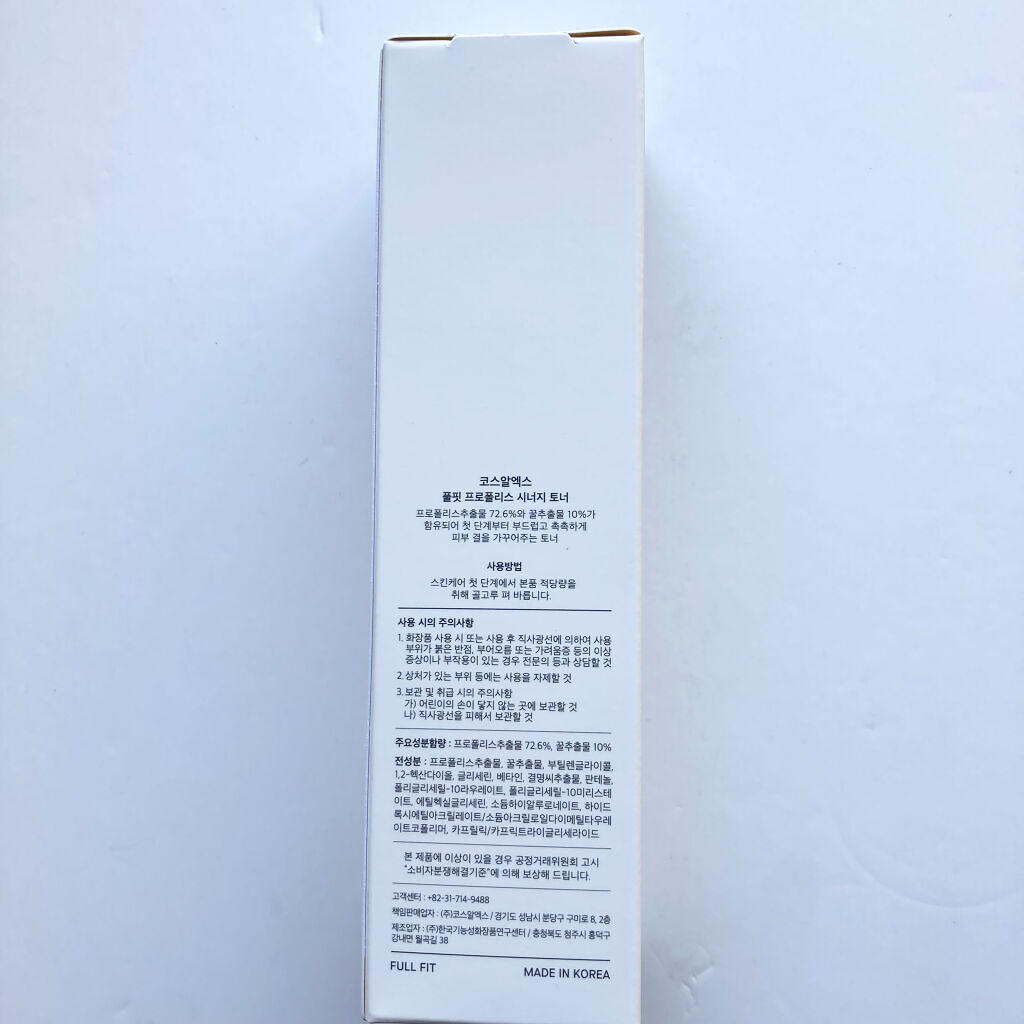 코스알엑스
풀핏 프로폴리스 시너지 토너
프로폴리스추출물 72.6%와 꿀추출물 10%가
함유되어 첫 단계부터 부드럽고 촉촉하게
피부 결을 가꾸어주는 토너
사용방법
스킨케어 첫 단계에서 본품 적당량을
취해 골고루 펴 바릅니다.
사용 시의 주의사항
1. 화장품 사용 시 또는 사용 후 직사광선에 의하여 사용
부위가 붉은 반점, 부어오름 또는 가려움증 등의 이상
증상이나 부작용이 있는 경우 전문의 등과 상담할 것
2. 상처가 있는 부위 등에는 사용을 자제할 것
3. 보관 및 취급 시의 주의사항
가) 어린이의 손이 닿지 않는 곳에 보관할 것
나) 직사광선을 피해서 보관할 것
주요성분함량 : 프로폴리스추출물 72.6%, 꿀추출물 10%
전성분 : 프로폴리스추출물, 꿀추출물, 부틸렌글라이콜,
1,2-헥산다이올, 글리세린, 베타인, 결명씨추출물, 판테놀,
폴리글리세릴-10라우레이트, 폴리글리세릴-10미리스테
이트, 에틸헥실글리세린, 소듐하이알루로네이트, 하이드
록시에틸아크릴레이트/소듐아크릴로일다이메틸타우레
이트코폴리머, 카프릴릭/카프릭트라이글리세라이드
본 제품에 이상이 있을 경우 공정거래위원회 고시
"소비자분쟁해결기준"에 의해 보상해 드립니다.
고객센터 : +82-31-714-9488
책임판매업자 : (주)코스알엑스 / 경기도 성남시 분당구 구미로 8, 2층
제조업자 : (주)한국기능성화장품연구센터 / 충청북도 청주시 흥덕구
강내면 월곡길 38
FULL FIT MADE IN KOREA